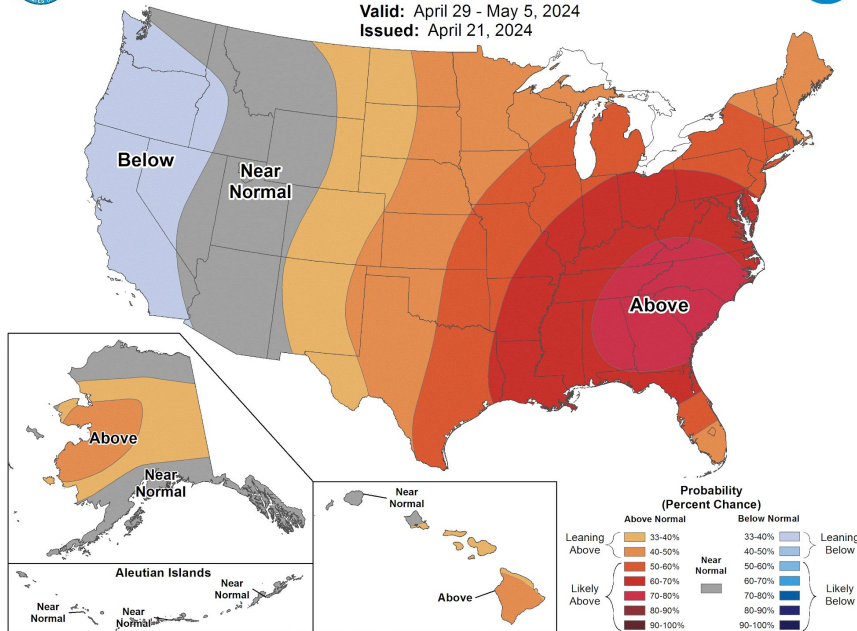 Valid: April 29 - May 5, 2024
Issued: April 21, 2024
Below
Near
Normal
Above
Above
Near
Normal
Near
Normal
Above
Aleutian Islands
Near
Normal
Near
Normal
Near
Normal
Probability
(Percent Chance)
Above Normal Below Normal
Leaning
Above
33-40% 33-40%
40-50% 40-50%
Leaning
Below
Near
Normal
Likely
Above
50-60% 50-60%
60-70% 60-70%
70-80% 70-80%
80-90% 80-90%
90-100% 90-100%
Likely
Below